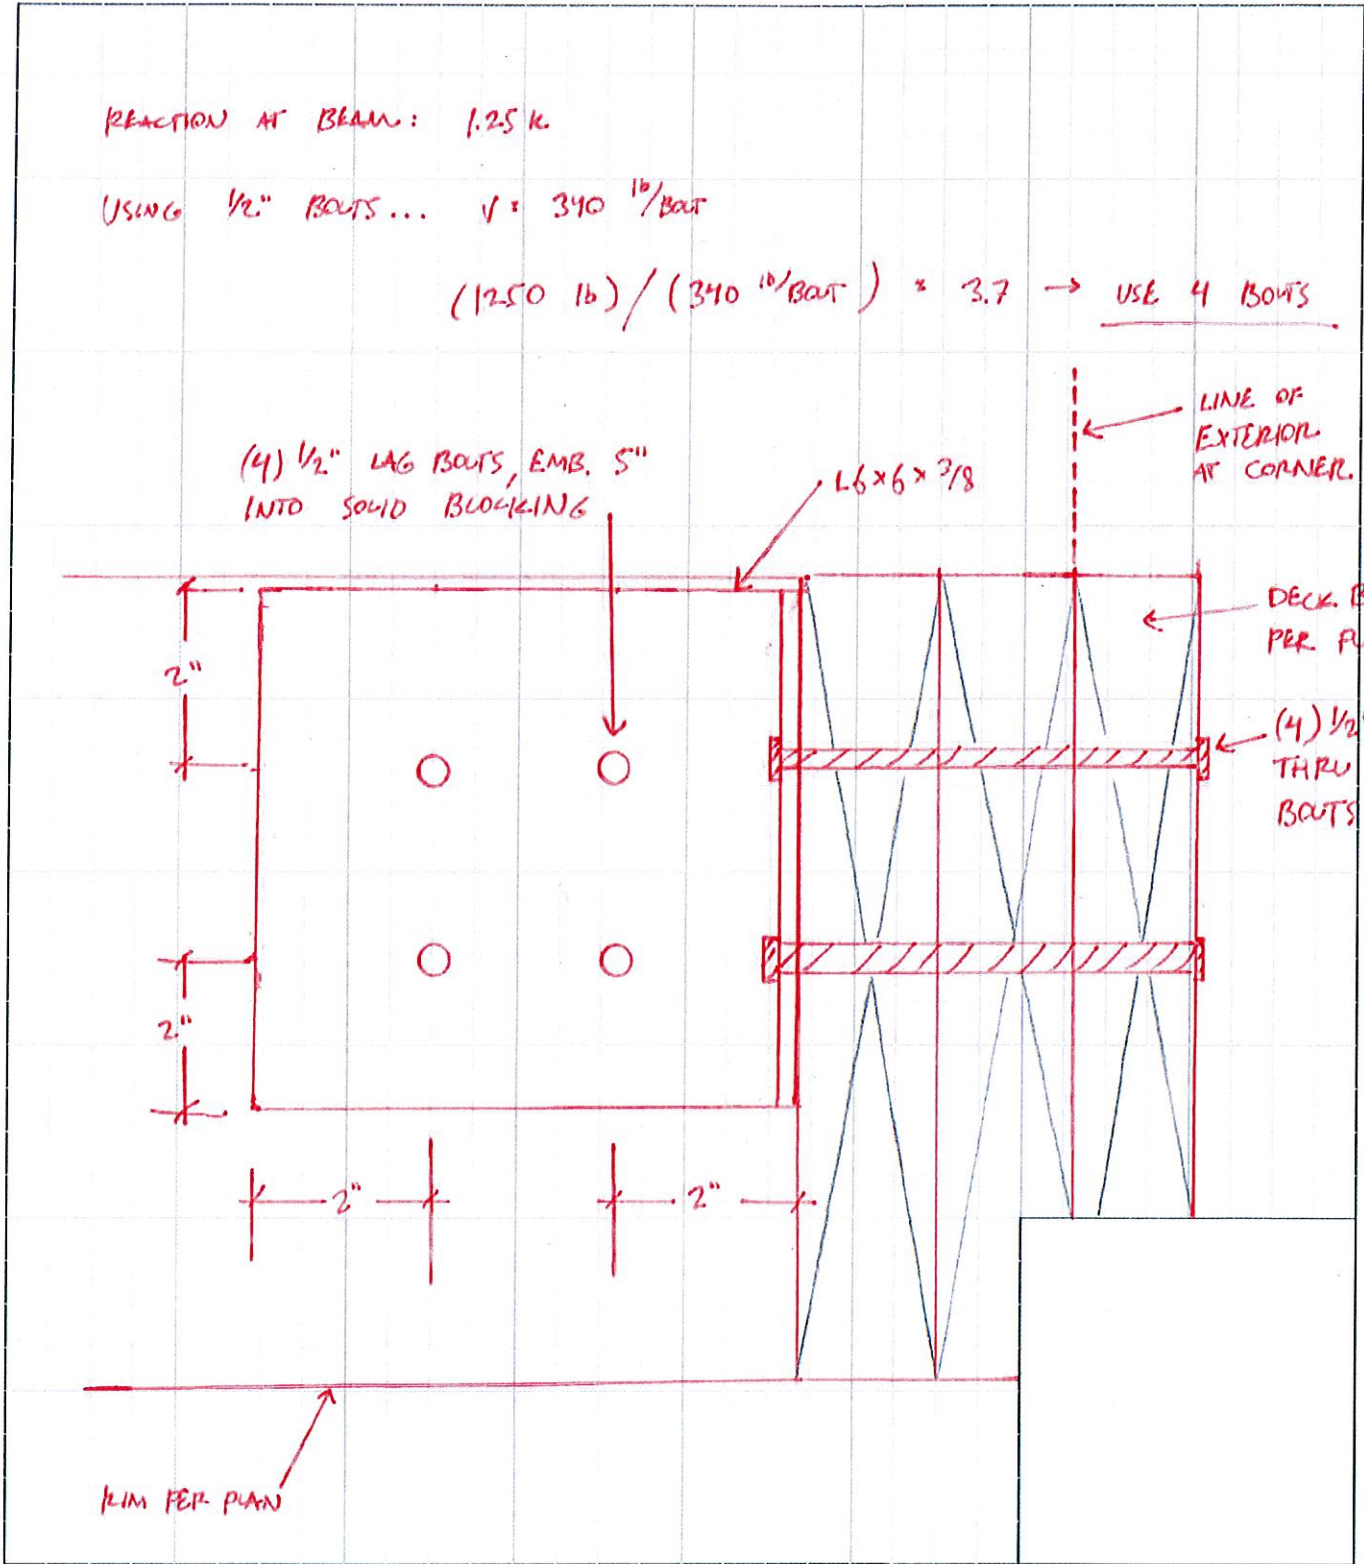 REACTION AT BEAM: 1.25 K
USING 1/2" BOLTS... V = 340 lb/BOLT
(1250 lb)/(340 lb/BOLT) = 3.7 → USE 4 BOLTS
LINE OF
EXTERIOR
AT CORNER.
(4) 1/2" LAG BOLTS, EMB. 5"
INTO SOLID BLOCKING
L6x6x3/8
DECK B
PER PL
2"
(4) 1/2"
THRU
BOLTS
2"
2" 2"
RIM PER PLAN